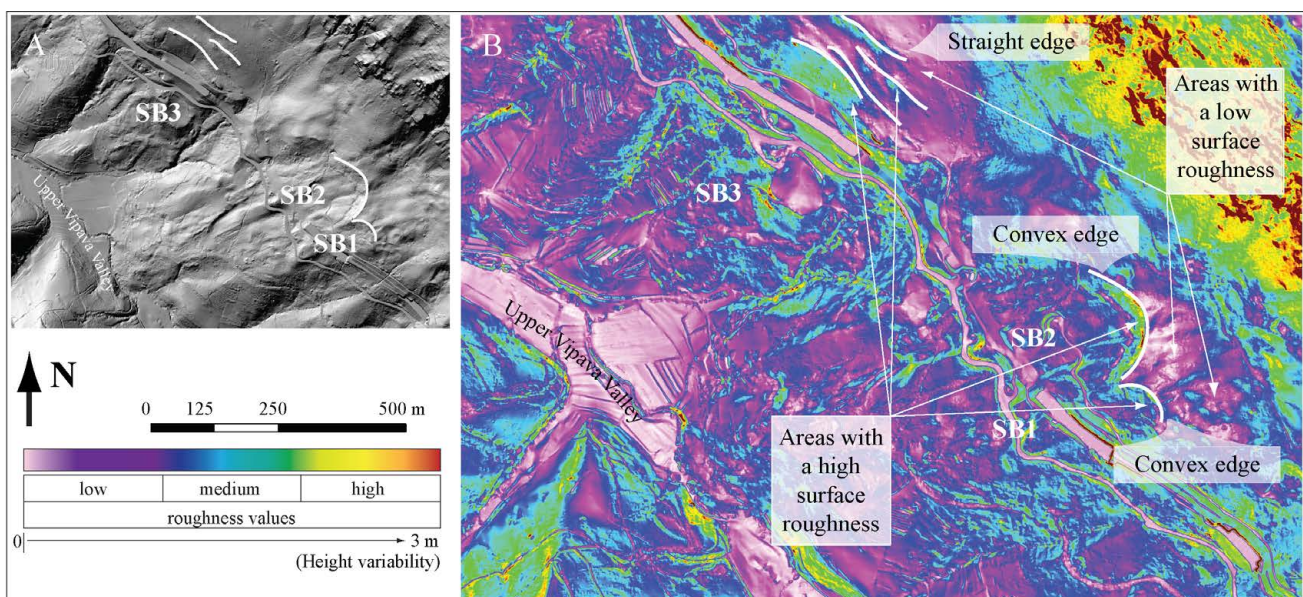 A
SB3
SB2
SB1
Upper Vipava Valley
N
0 125 250 500 m
low medium high
roughness values
0 3 m
(Height variability)
B
Straight edge
Areas with
a low
surface
roughness
SB3
Convex edge
Upper Vipava Valley
SB2
SB1
Areas with
a high
surface
roughness
Convex edge